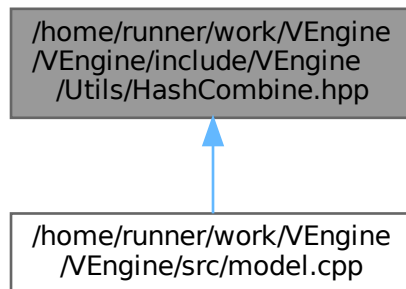 /home/runner/work/VEngine
/VEngine/include/VEngine
/Utils/HashCombine.hpp
/home/runner/work/VEngine
/VEngine/src/model.cpp